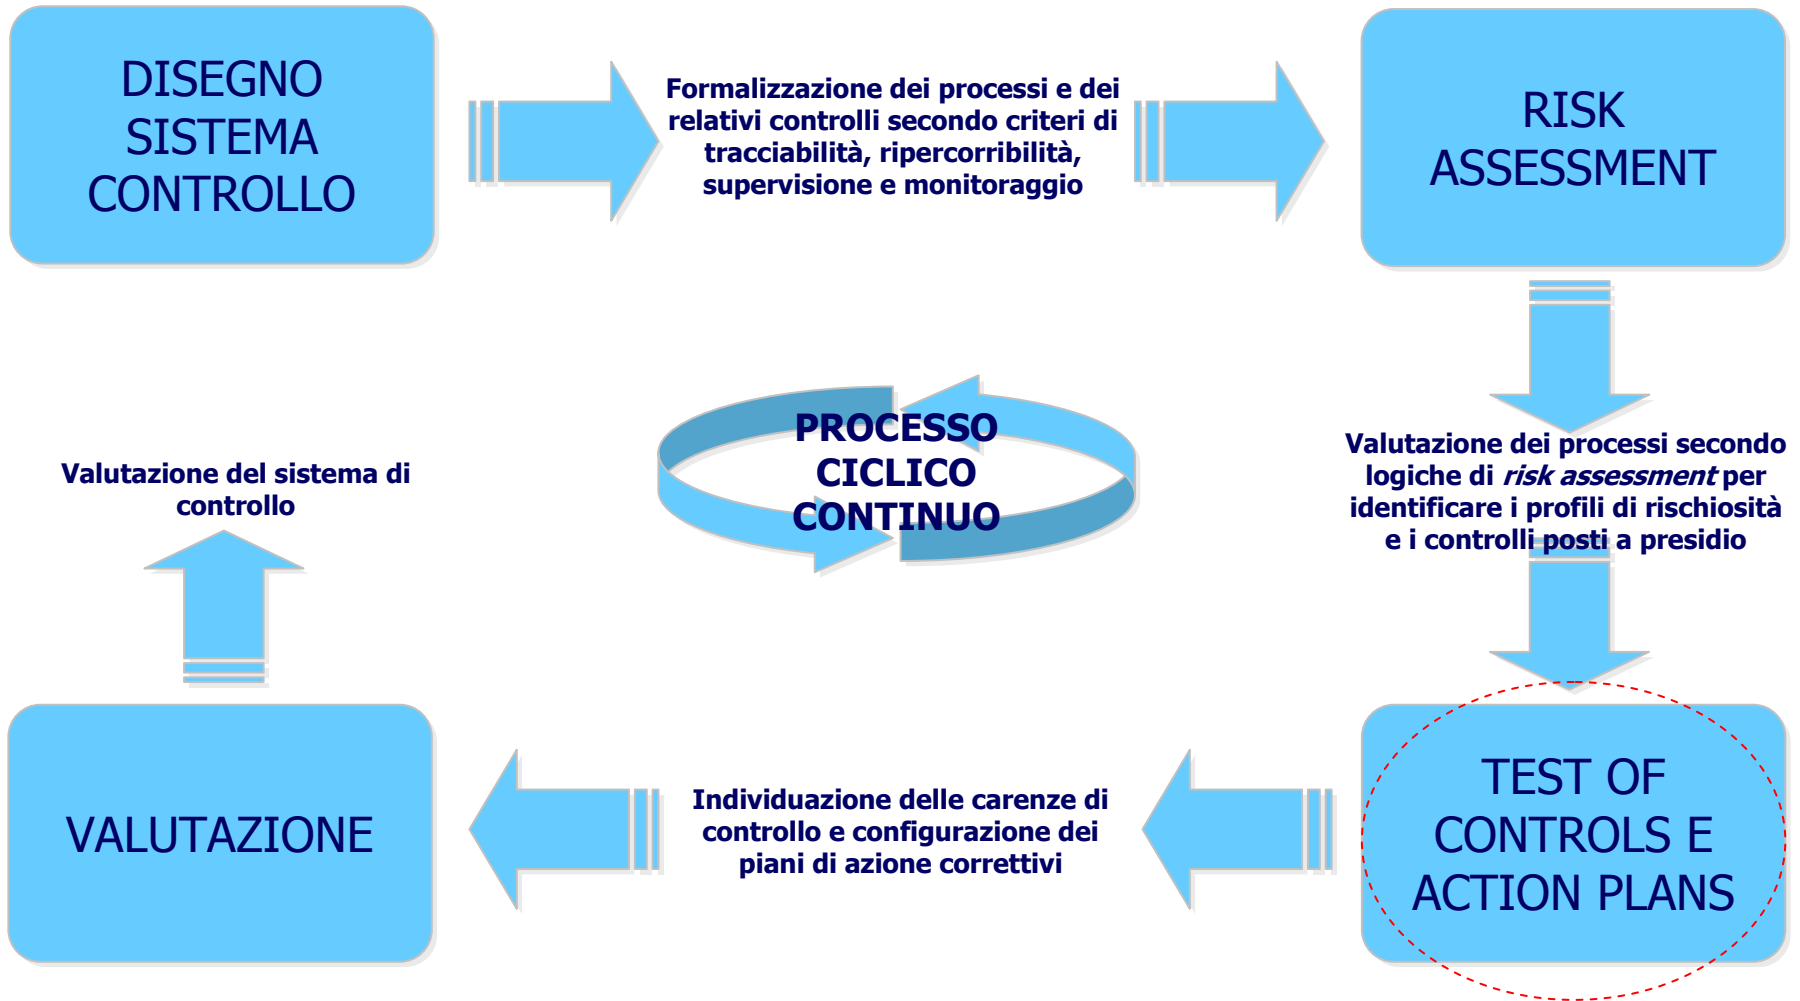 DISEGNO
SISTEMA
CONTROLLO
Formalizzazione dei processi e dei
relativi controlli secondo criteri di
tracciabilità, ripercorribilità,
supervisione e monitoraggio
RISK
ASSESSMENT
Valutazione dei processi secondo
logiche di risk assessment per
identificare i profili di rischiosità
e i controlli posti a presidio
PROCESSO
CICLICO
CONTINUO
Valutazione del sistema di
controllo
TEST OF
CONTROLS E
ACTION PLANS
Individuazione delle carenze di
controllo e configurazione dei
piani di azione correttivi
VALUTAZIONE